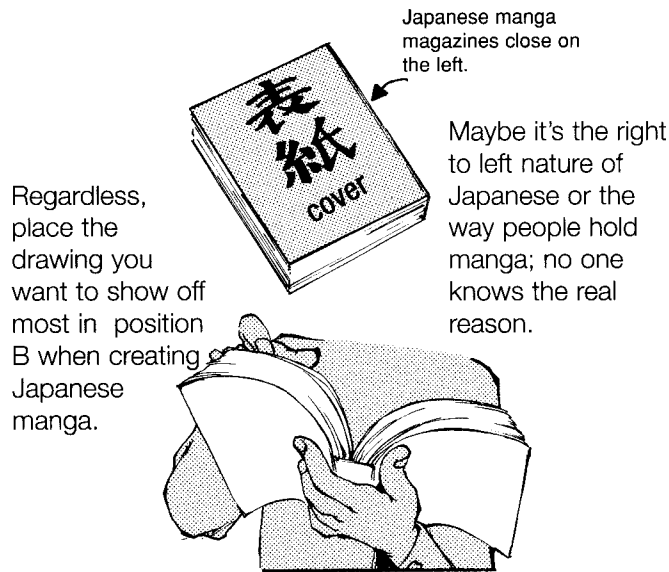 Japanese manga
magazines close on
the left.
表
紙
cover
Maybe it's the right
to left nature of
Japanese or the
way people hold
manga; no one
knows the real
reason.
Regardless,
place the
drawing you
want to show off
most in position
B when creating
Japanese
manga.